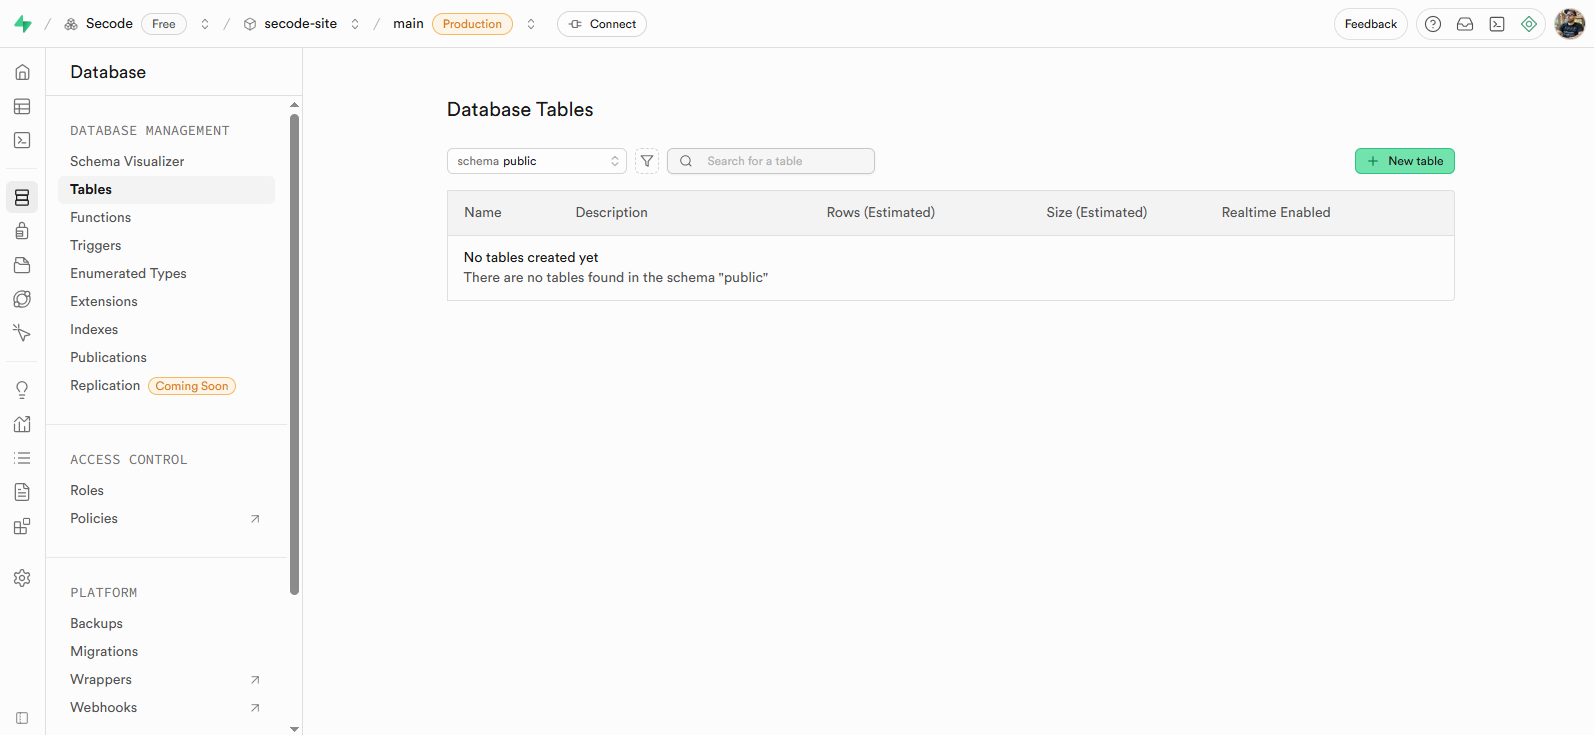 Secode Free
secode-site
main Production
Connect
Feedback
Database
DATABASE MANAGEMENT
Schema Visualizer
Tables
Functions
Triggers
Enumerated Types
Extensions
Indexes
Publications
Replication Coming Soon
ACCESS CONTROL
Roles
Policies
PLATFORM
Backups
Migrations
Wrappers
Webhooks
Database Tables
schema public
Search for a table
New table
Name Description Rows (Estimated) Size (Estimated) Realtime Enabled
No tables created yet
There are no tables found in the schema "public"